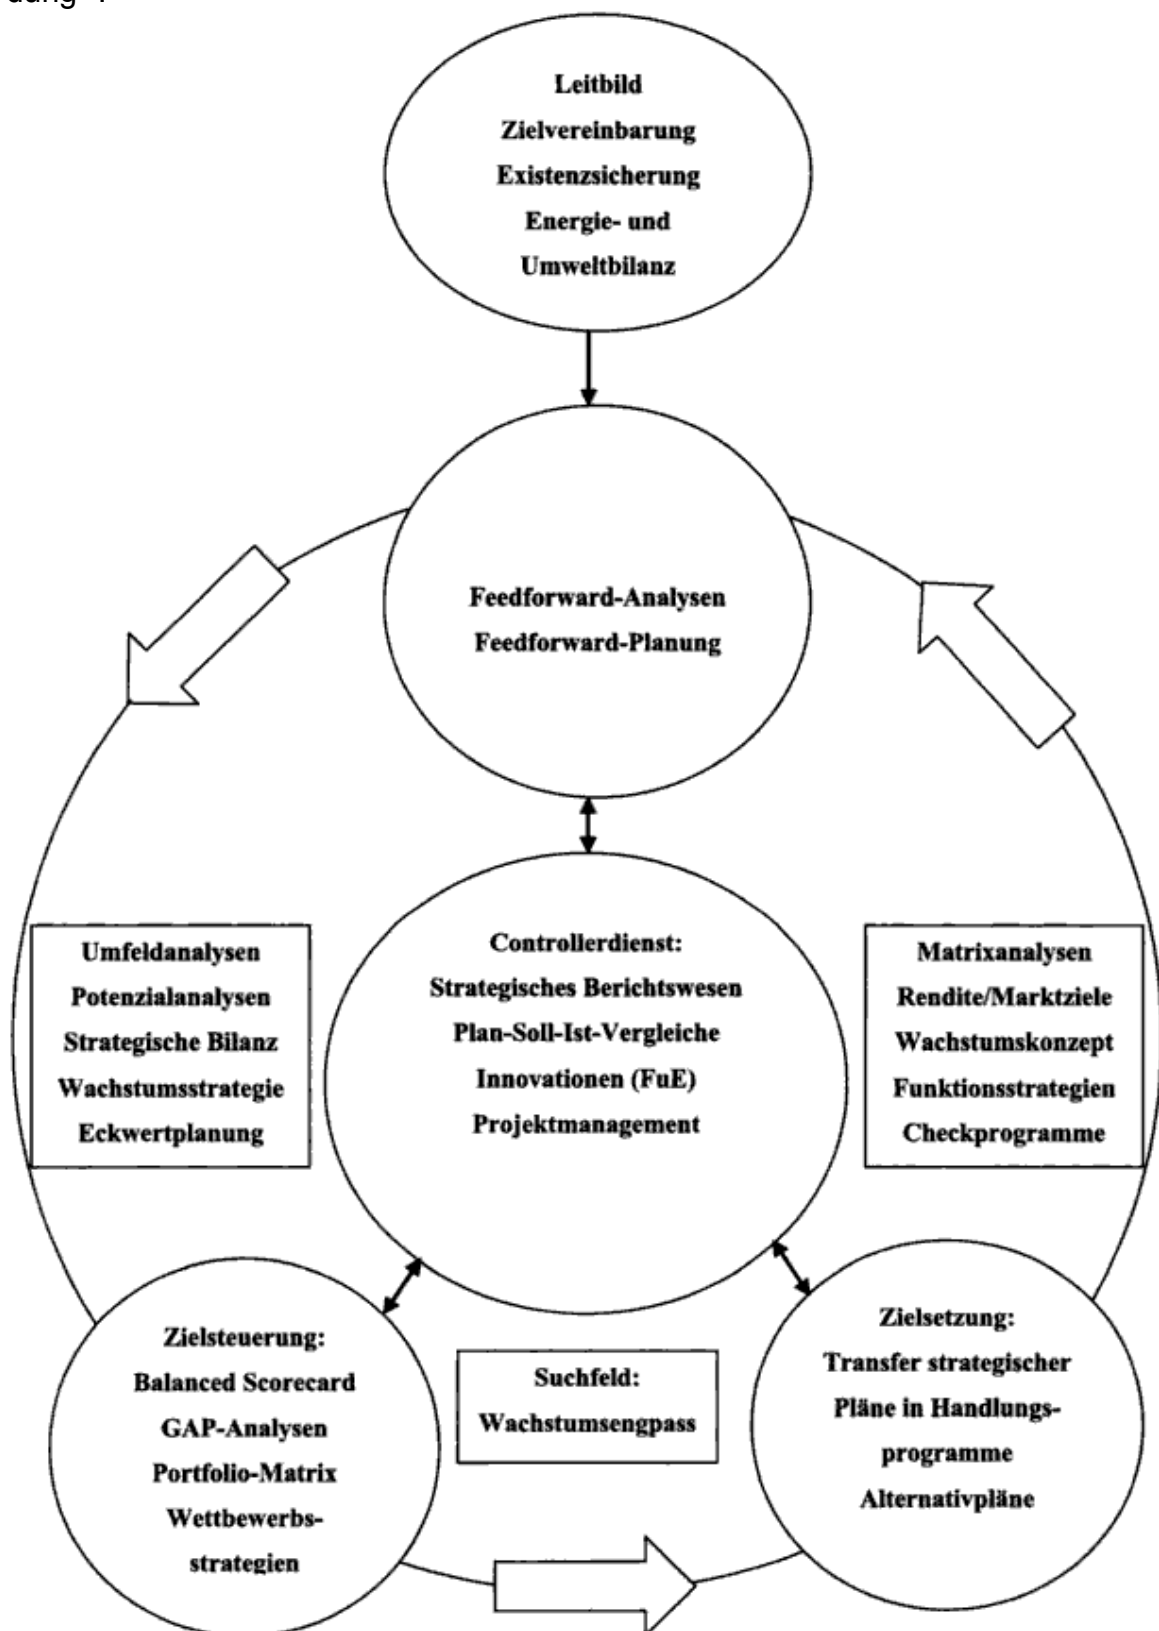 dung
Leitbild
Zielvereinbarung
Existenzsicherung
Energie- und
Umweltbilanz
Feedforward-Analysen
Feedforward-Planung
Umfeldanalysen
Potenzialanalysen
Strategische Bilanz
Wachstumsstrategie
Eckwertplanung
Controllerdienst:
Strategisches Berichtswesen
Plan-Soll-Ist-Vergleiche
Innovationen (FuE)
Projektmanagement
Matrixanalysen
Rendite/Marktziele
Wachstumskonzept
Funktionsstrategien
Checkprogramme
Zielsteuerung:
Balanced Scorecard
GAP-Analysen
Portfolio-Matrix
Wettbewerbs-
strategien
Suchfeld:
Wachstumsengpass
Zielsetzung:
Transfer strategischer
Pläne in Handlungs-
programme
Alternativpläne